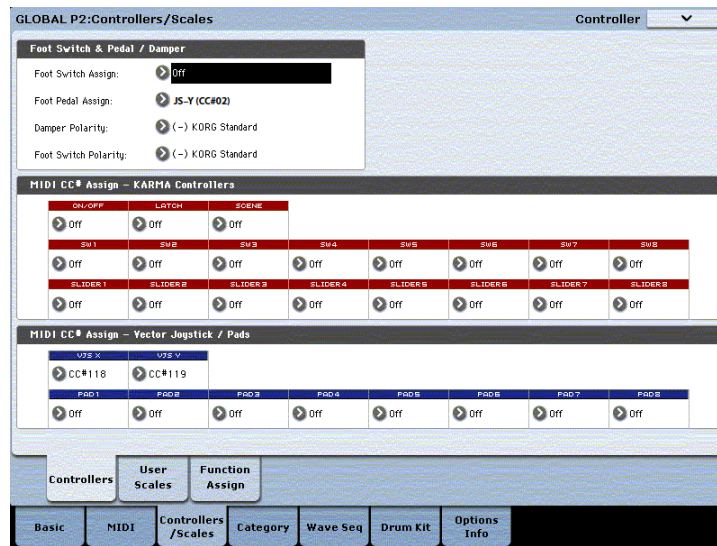 GLOBAL P2:Controllers/Scales Controller
Foot Switch & Pedal / Damper
Foot Switch Assign: Off
Foot Pedal Assign: JS-Y (CC#02)
Damper Polarity: (-) KORG Standard
Foot Switch Polarity: (-) KORG Standard
MIDI CC# Assign - KARMA Controllers
ON/OFF LATCH SCENE
Off Off Off
SW1 SW2 SW3 SW4 SW5 SW6 SW7 SW8
Off Off Off Off Off Off Off Off
SLIDER1 SLIDER2 SLIDER3 SLIDER4 SLIDER5 SLIDER6 SLIDER7 SLIDER8
Off Off Off Off Off Off Off Off
MIDI CC# Assign - Vector Joystick / Pads
VJS X VJS Y
CC#118 CC#119
PAD1 PAD2 PAD3 PAD4 PAD5 PAD6 PAD7 PAD8
Off Off Off Off Off Off Off Off
Controllers User Scales Function Assign
Basic MIDI Controllers /Scales Category Wave Seq Drum Kit Options Info